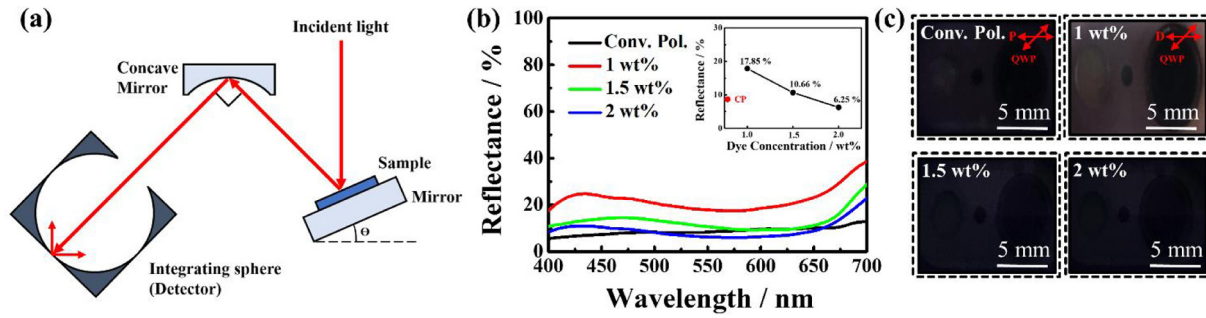 (a)
Incident light
Concave
Mirror
Sample
Mirror
Θ
Integrating sphere
(Detector)
(b)
Reflectance / %
100
80
60
40
20
0
400
450
500
550
600
650
700
Wavelength / nm
Conv. Pol.
1 wt%
1.5 wt%
2 wt%
Reflectance / %
30
20
10
0
17.85 %
10.66 %
6.25 %
CP
1.0
1.5
2.0
Dye Concentration / wt%
(c)
Conv. Pol.
P
QWP
5 mm
1 wt%
D
QWP
5 mm
1.5 wt%
5 mm
2 wt%
5 mm